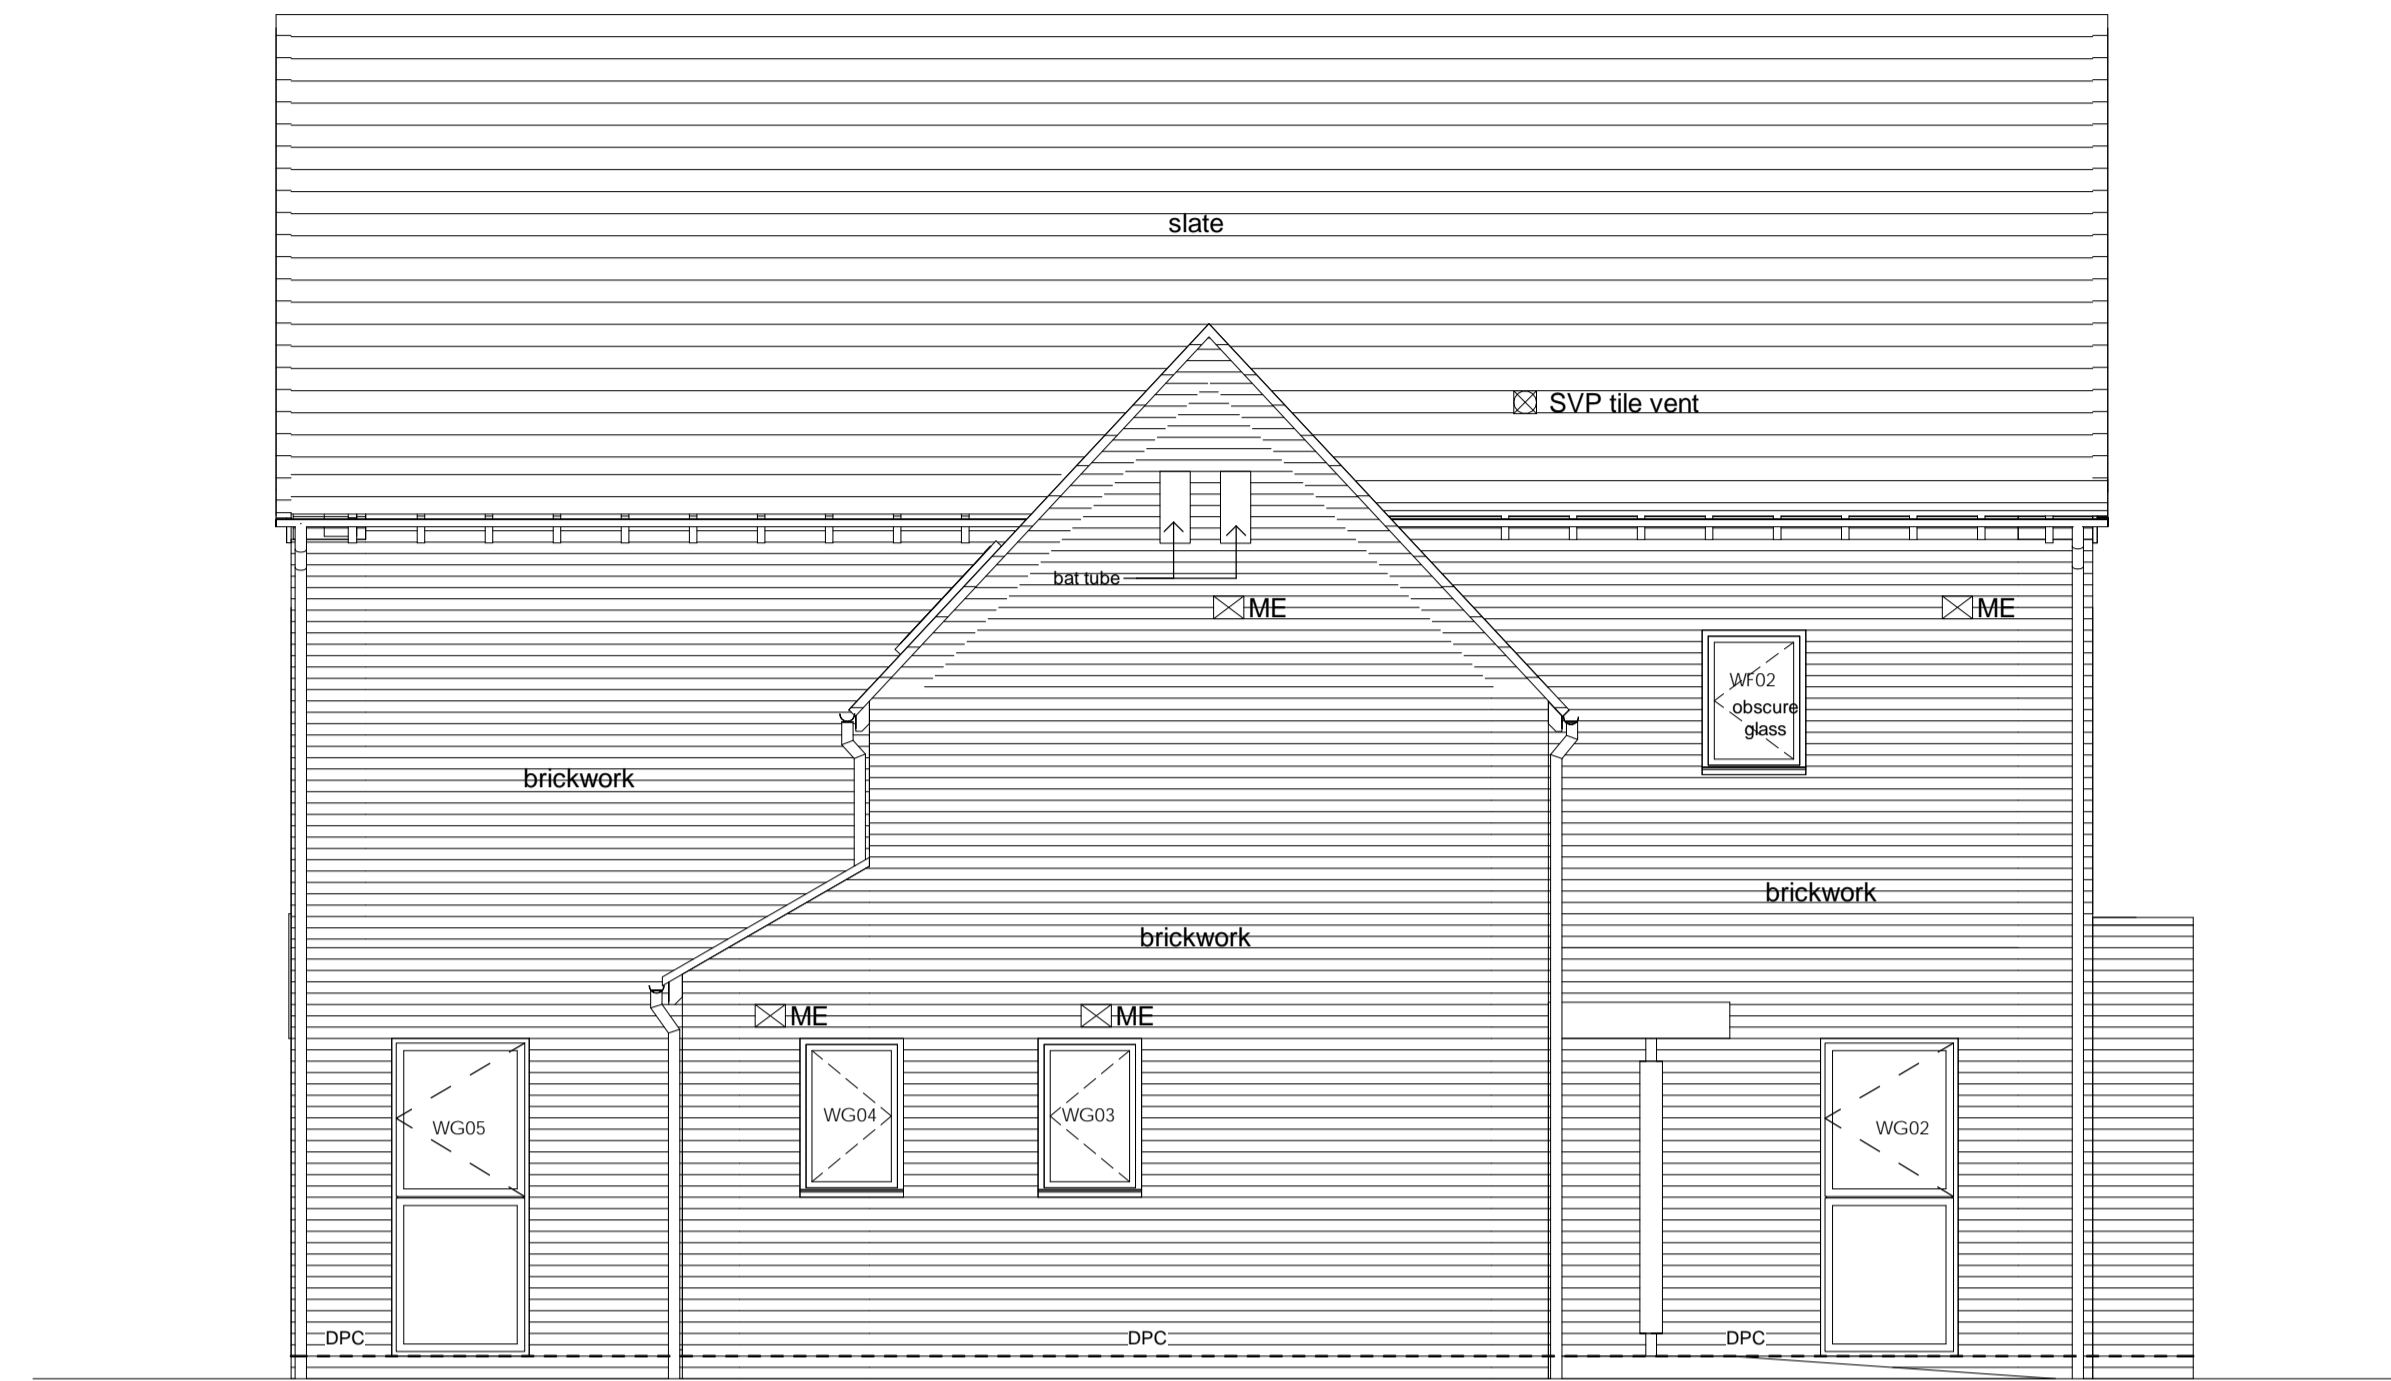 slate
SVP tile vent
bat tube
ME
ME
WF02
obscure
glass
brickwork
brickwork
brickwork
ME
ME
WG05
WG04
WG03
WG02
DPC
DPC
DPC